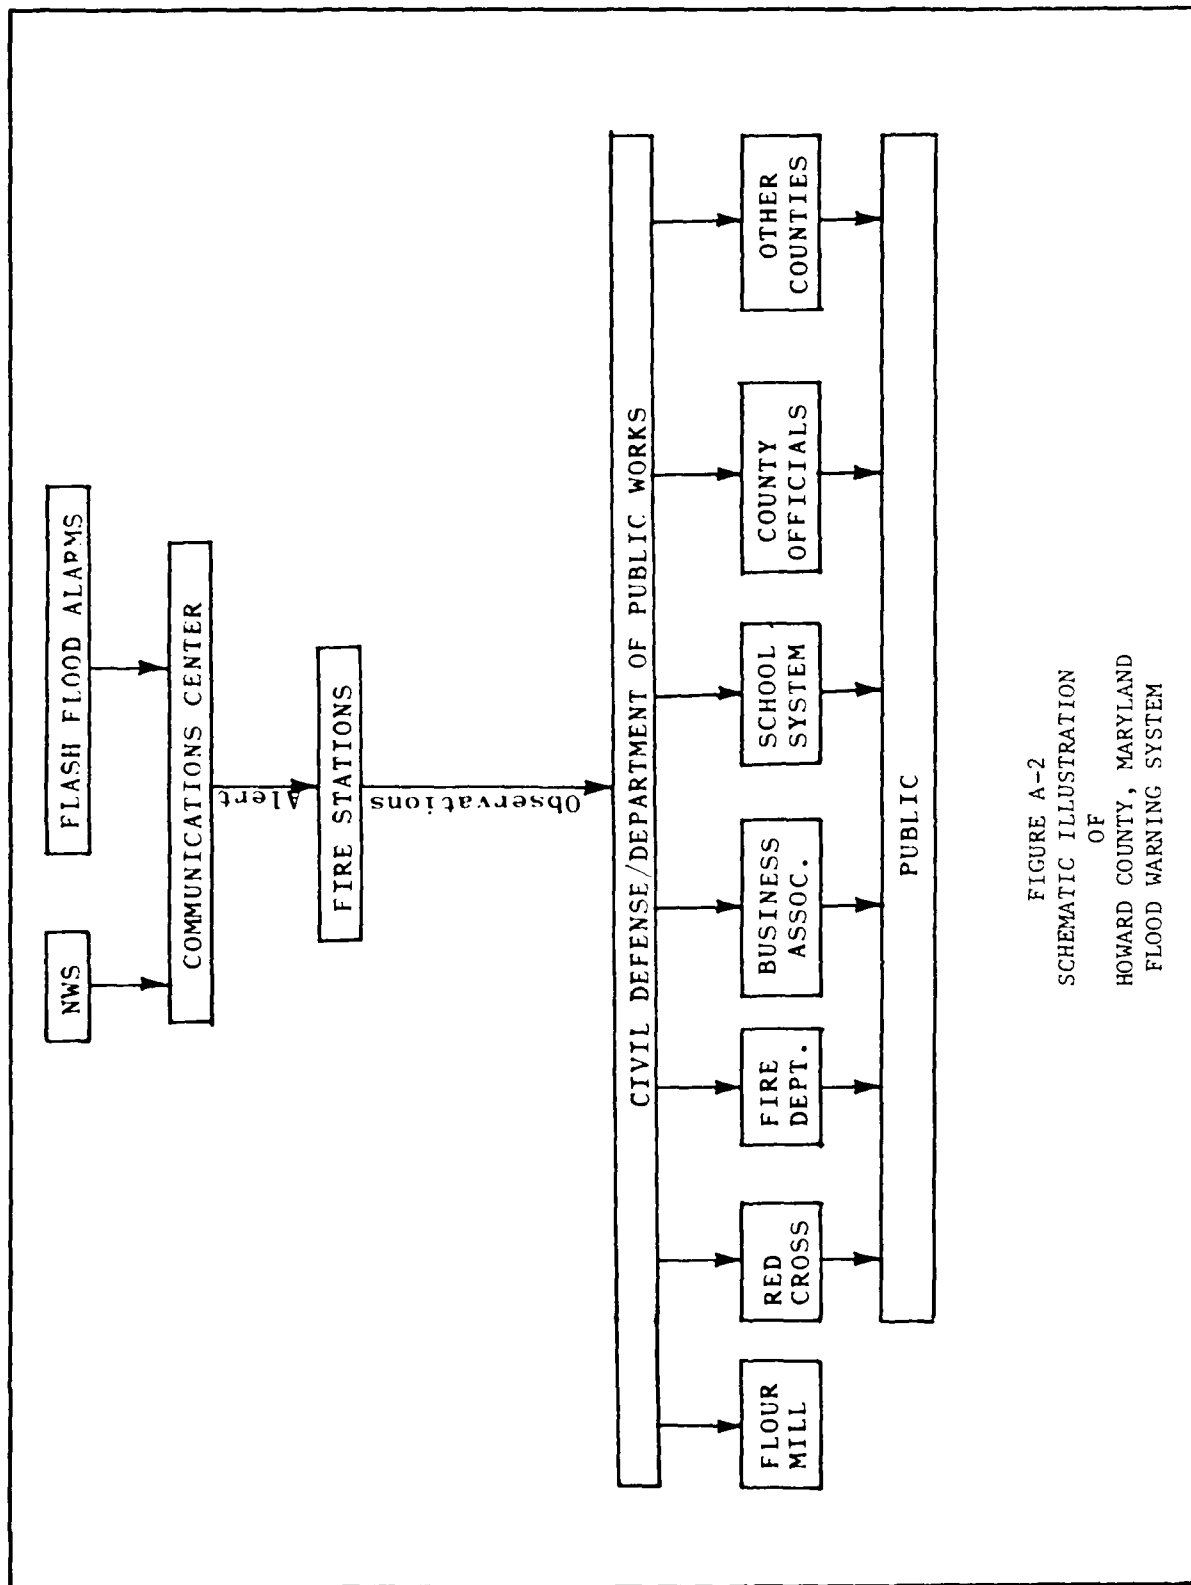 NWS
FLASH FLOOD ALARMS
COMMUNICATIONS CENTER
Alert
FIRE STATIONS
Observations
CIVIL DEFENSE/DEPARTMENT OF PUBLIC WORKS
FLOUR
MILL
RED
CROSS
FIRE
DEPT.
BUSINESS
ASSOC.
SCHOOL
SYSTEM
COUNTY
OFFICIALS
OTHER
COUNTIES
PUBLIC
FIGURE A-2
SCHEMATIC ILLUSTRATION
OF
HOWARD COUNTY, MARYLAND
FLOOD WARNING SYSTEM